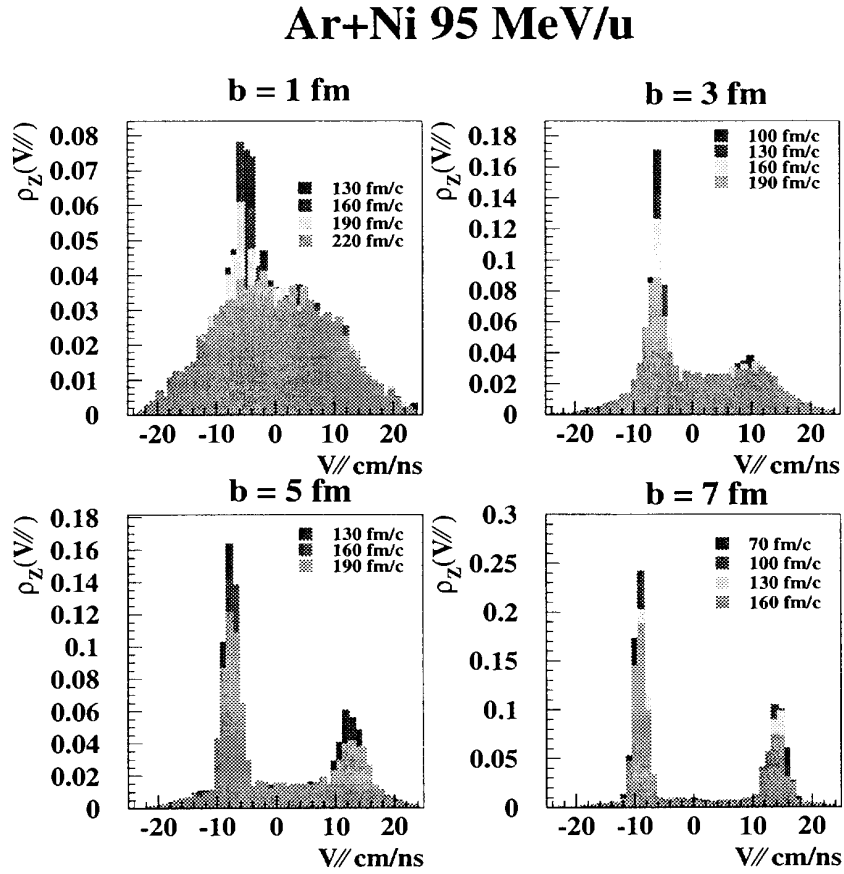 Ar+Ni 95 MeV/u
b = 1 fm
ρZ(V//)
0.08
0.07
0.06
0.05
0.04
0.03
0.02
0.01
0
130 fm/c
160 fm/c
190 fm/c
220 fm/c
-20 -10 0 10 20
V// cm/ns
b = 3 fm
ρZ(V//)
0.18
0.16
0.14
0.12
0.1
0.08
0.06
0.04
0.02
0
100 fm/c
130 fm/c
160 fm/c
190 fm/c
-20 -10 0 10 20
V// cm/ns
b = 5 fm
ρZ(V//)
0.18
0.16
0.14
0.12
0.1
0.08
0.06
0.04
0.02
0
130 fm/c
160 fm/c
190 fm/c
-20 -10 0 10 20
V// cm/ns
b = 7 fm
ρZ(V//)
0.3
0.25
0.2
0.15
0.1
0.05
0
70 fm/c
100 fm/c
130 fm/c
160 fm/c
-20 -10 0 10 20
V// cm/ns